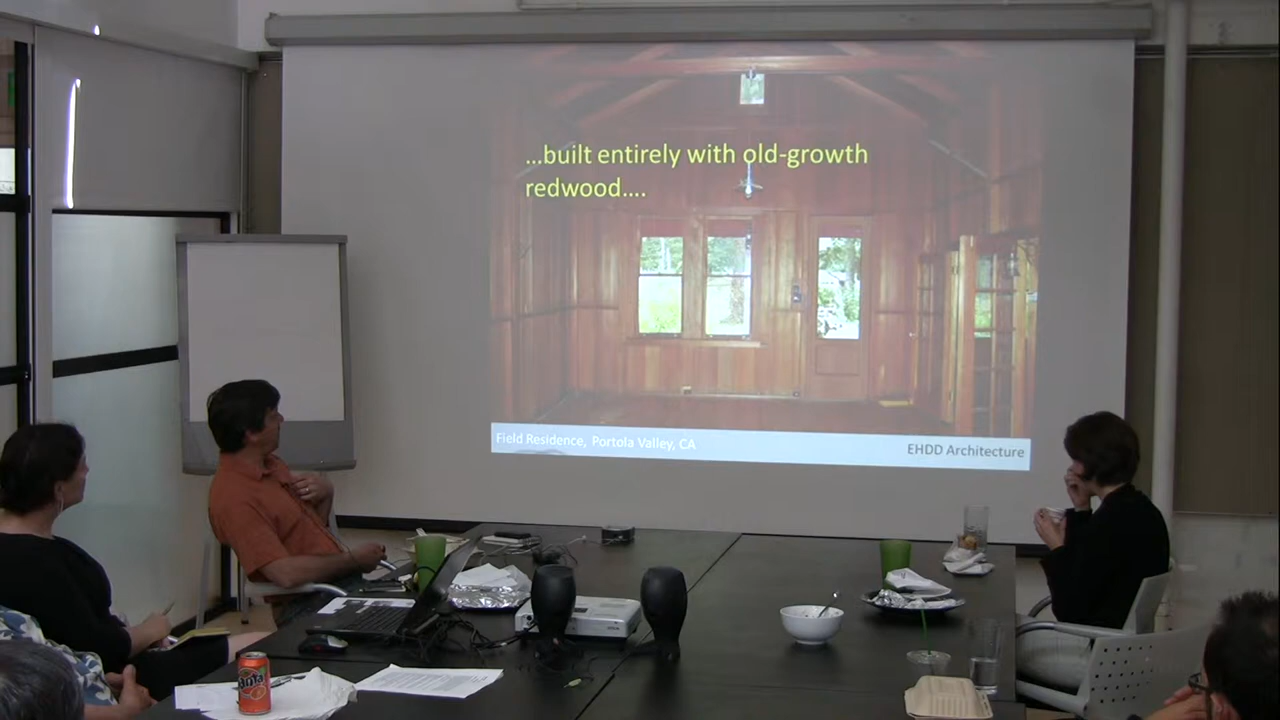 ...built entirely with old-growth
redwood....
Field Residence, Portola Valley, CA
EHDD Architecture
Fanta